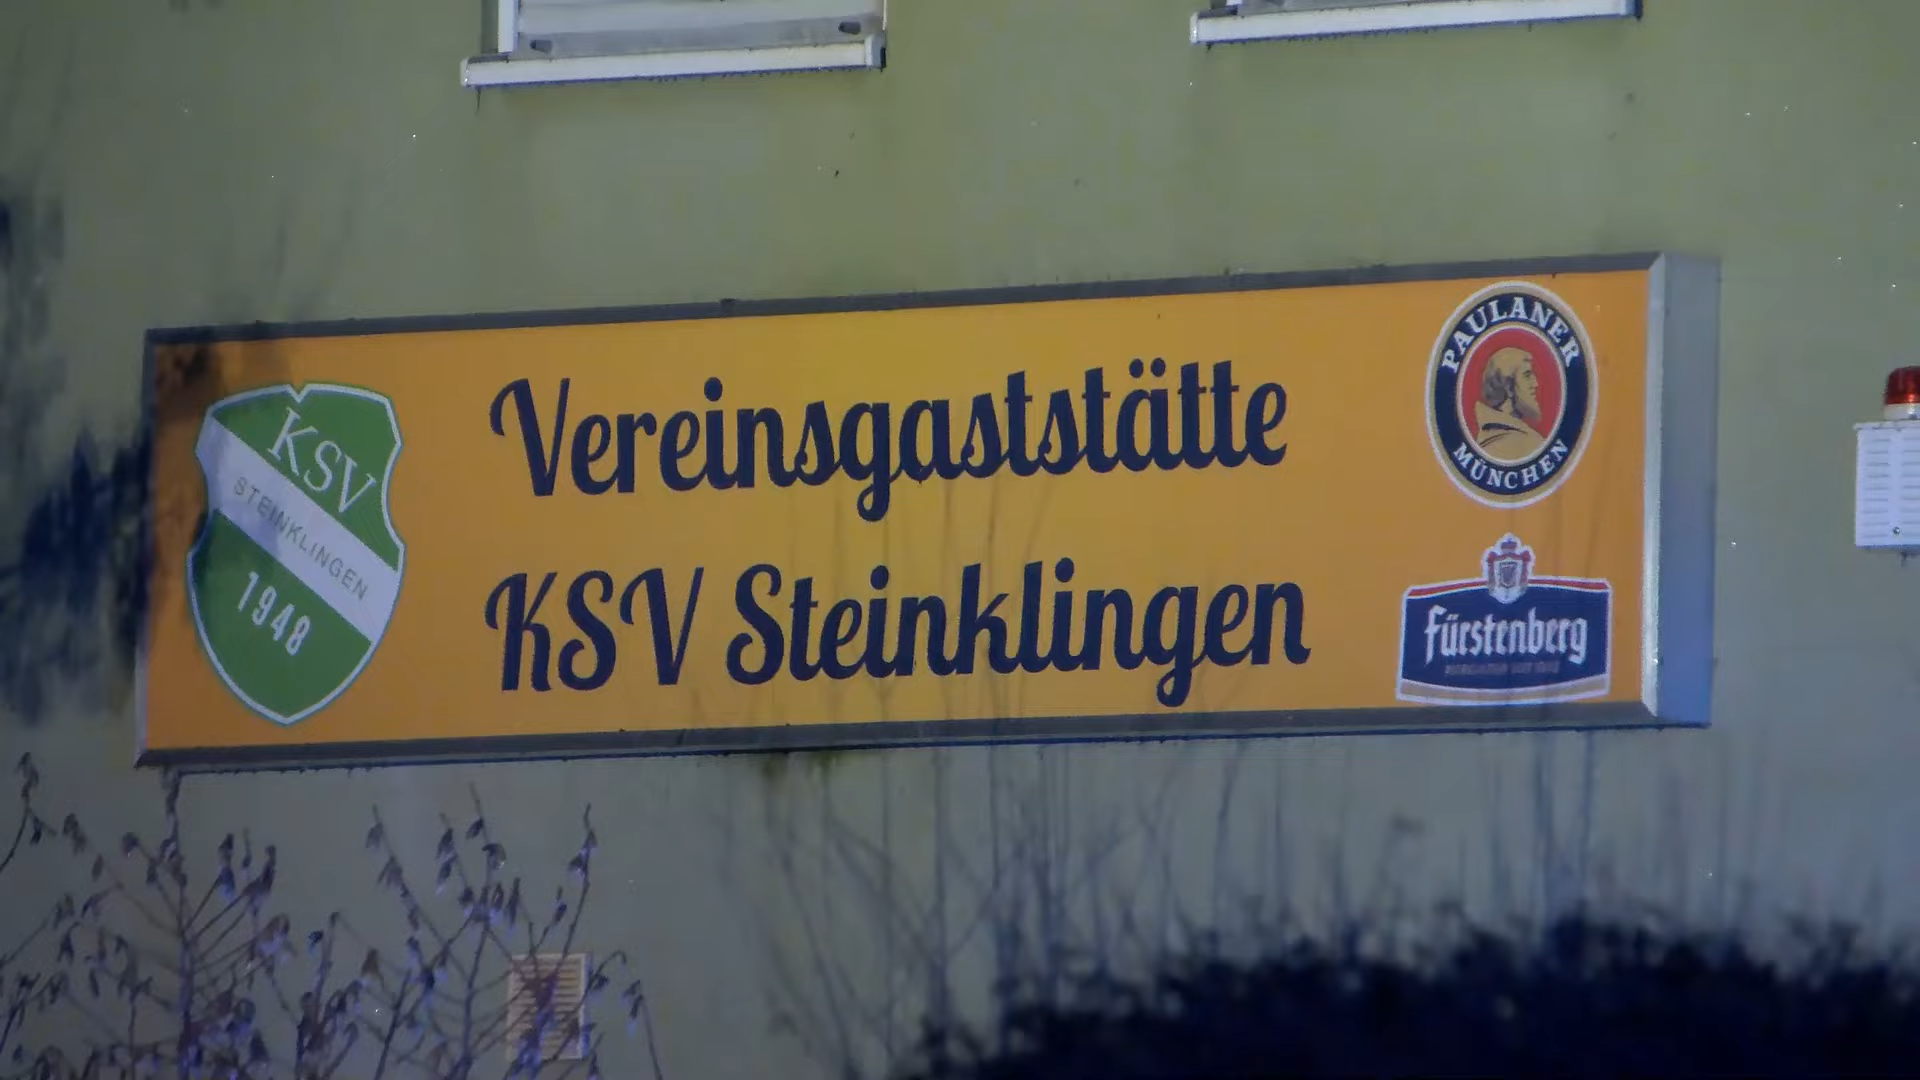 KSV
STEINKLINGEN
1948
Vereinsgaststätte
KSV Steinklingen
PAULANER
MÜNCHEN
Fürstenberg